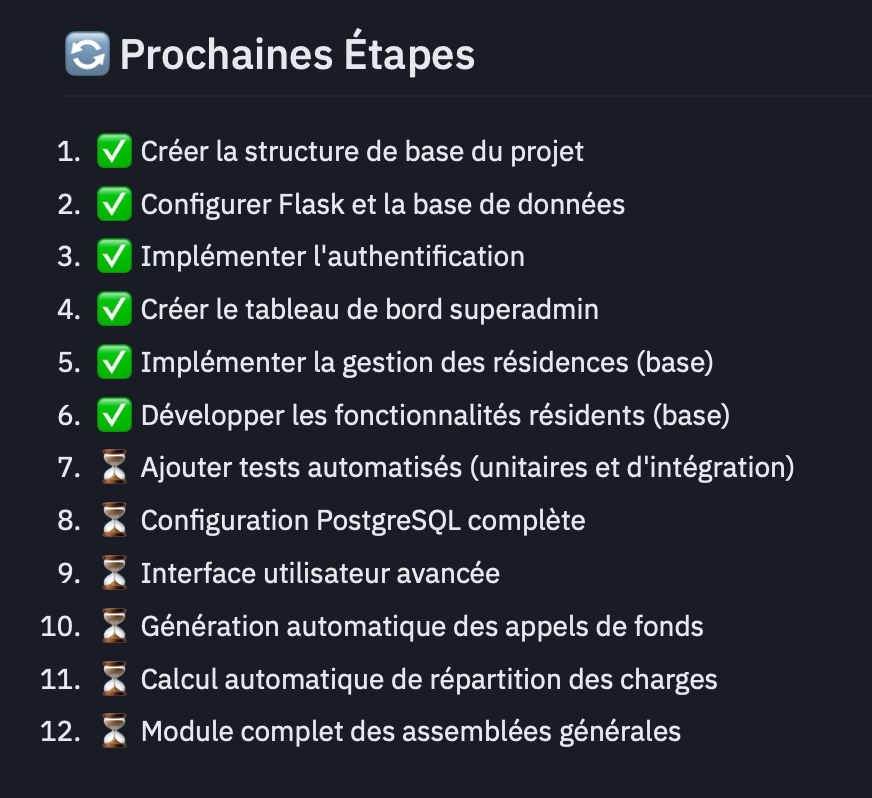 🔄 Prochaines Étapes
1. ✅ Créer la structure de base du projet
2. ✅ Configurer Flask et la base de données
3. ✅ Implémenter l'authentification
4. ✅ Créer le tableau de bord superadmin
5. ✅ Implémenter la gestion des résidences (base)
6. ✅ Développer les fonctionnalités résidents (base)
7. ⏳ Ajouter tests automatisés (unitaires et d'intégration)
8. ⏳ Configuration PostgreSQL complète
9. ⏳ Interface utilisateur avancée
10. ⏳ Génération automatique des appels de fonds
11. ⏳ Calcul automatique de répartition des charges
12. ⏳ Module complet des assemblées générales